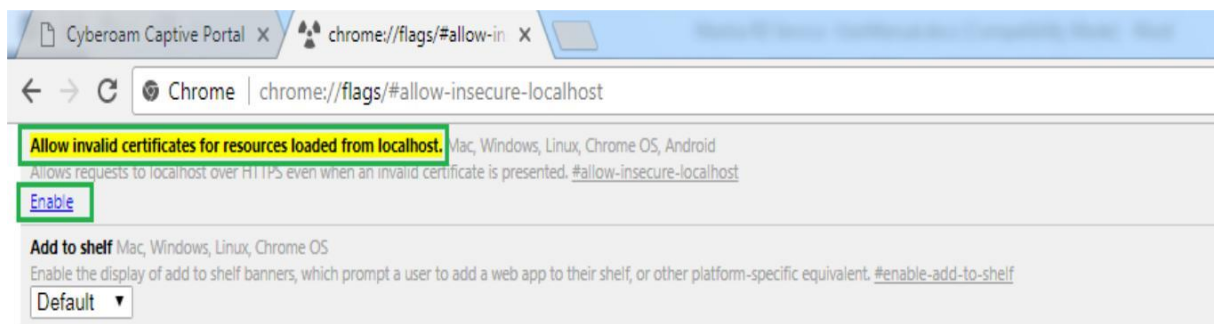 Cyberoam Captive Portal
chrome://flags/#allow-in
Chrome | chrome://flags/#allow-insecure-localhost
Allow invalid certificates for resources loaded from localhost. Mac, Windows, Linux, Chrome OS, Android
Allows requests to localhost over HTTPS even when an invalid certificate is presented. #allow-insecure-localhost
Enable
Add to shelf Mac, Windows, Linux, Chrome OS
Enable the display of add to shelf banners, which prompt a user to add a web app to their shelf, or other platform-specific equivalent. #enable-add-to-shelf
Default